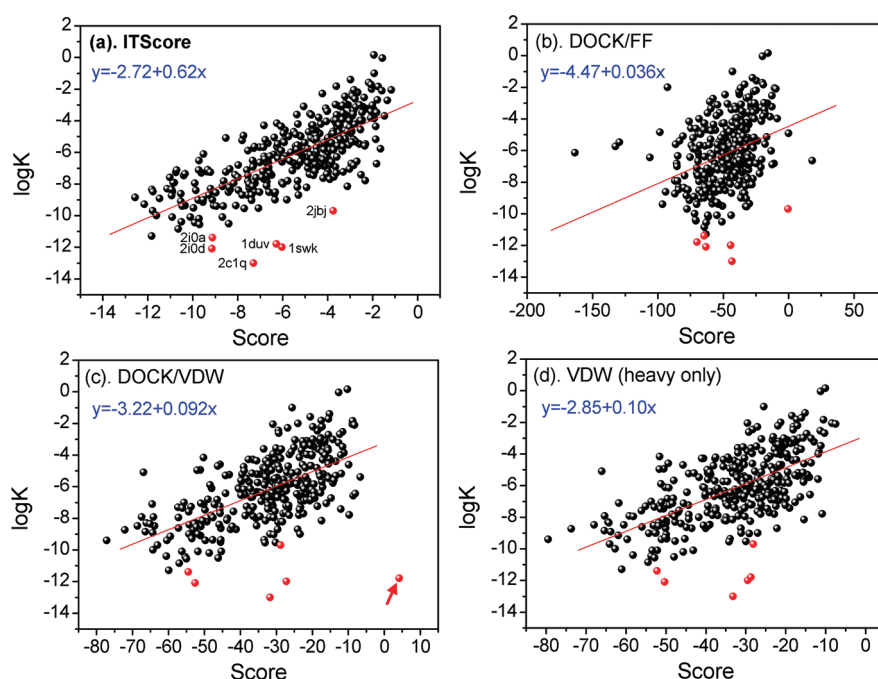 (a). ITScore
y=-2.72+0.62x
2
0
-2
-4
-6
-8
-10
-12
-14
logK
2jbj
2i0a
2i0d
1duv
1swk
2c1q
-14 -12 -10 -8 -6 -4 -2 0
Score
(b). DOCK/FF
y=-4.47+0.036x
2
0
-2
-4
-6
-8
-10
-12
-14
logK
-200 -150 -100 -50 0 50
Score
(c). DOCK/VDW
y=-3.22+0.092x
2
0
-2
-4
-6
-8
-10
-12
-14
logK
-80 -70 -60 -50 -40 -30 -20 -10 0 10
Score
(d). VDW (heavy only)
y=-2.85+0.10x
2
0
-2
-4
-6
-8
-10
-12
-14
logK
-80 -70 -60 -50 -40 -30 -20 -10 0
Score